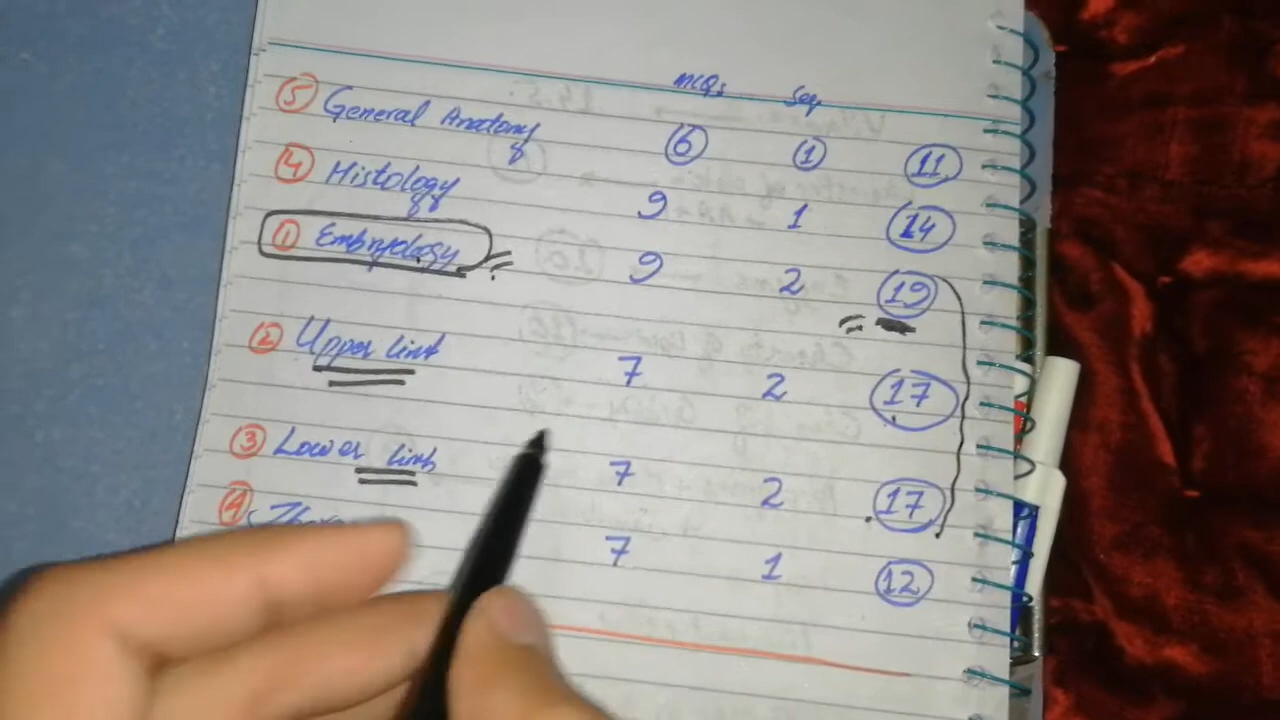 MCQs Seq
⑤ General Anatomy ⑥ ① ⑪
④ Histology 9 1 ⑭
① Embryology 9 2 ⑲
② Upper limb 7 2 ⑰
③ Lower limb 7 2 ⑰
④ 7 1 ⑫